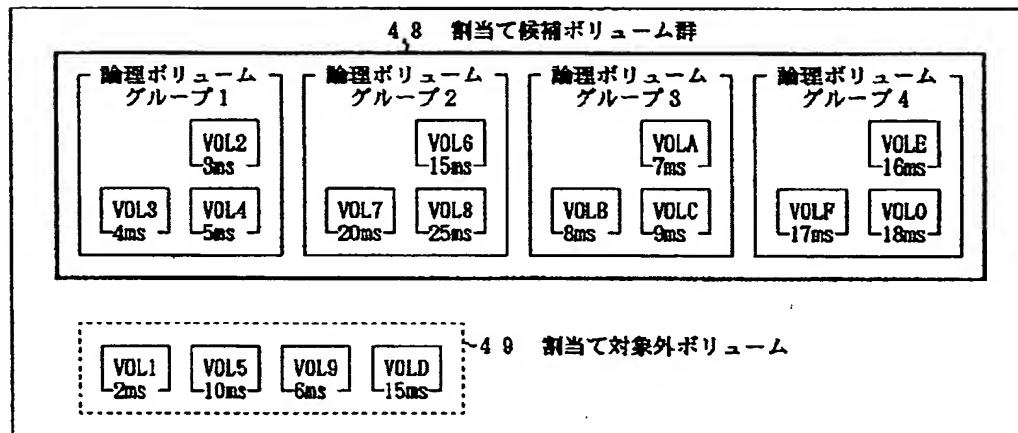 48 割当て候補ボリューム群
論理ボリューム
グループ1
VOL2
3ms
VOL3
4ms
VOL4
5ms
論理ボリューム
グループ2
VOL6
15ms
VOL7
20ms
VOL8
25ms
論理ボリューム
グループ3
VOLA
7ms
VOLB
8ms
VOLC
9ms
論理ボリューム
グループ4
VOLE
16ms
VOLF
17ms
VOL0
18ms
49 割当て対象外ボリューム
VOL1
2ms
VOL5
10ms
VOL9
6ms
VOLD
15ms